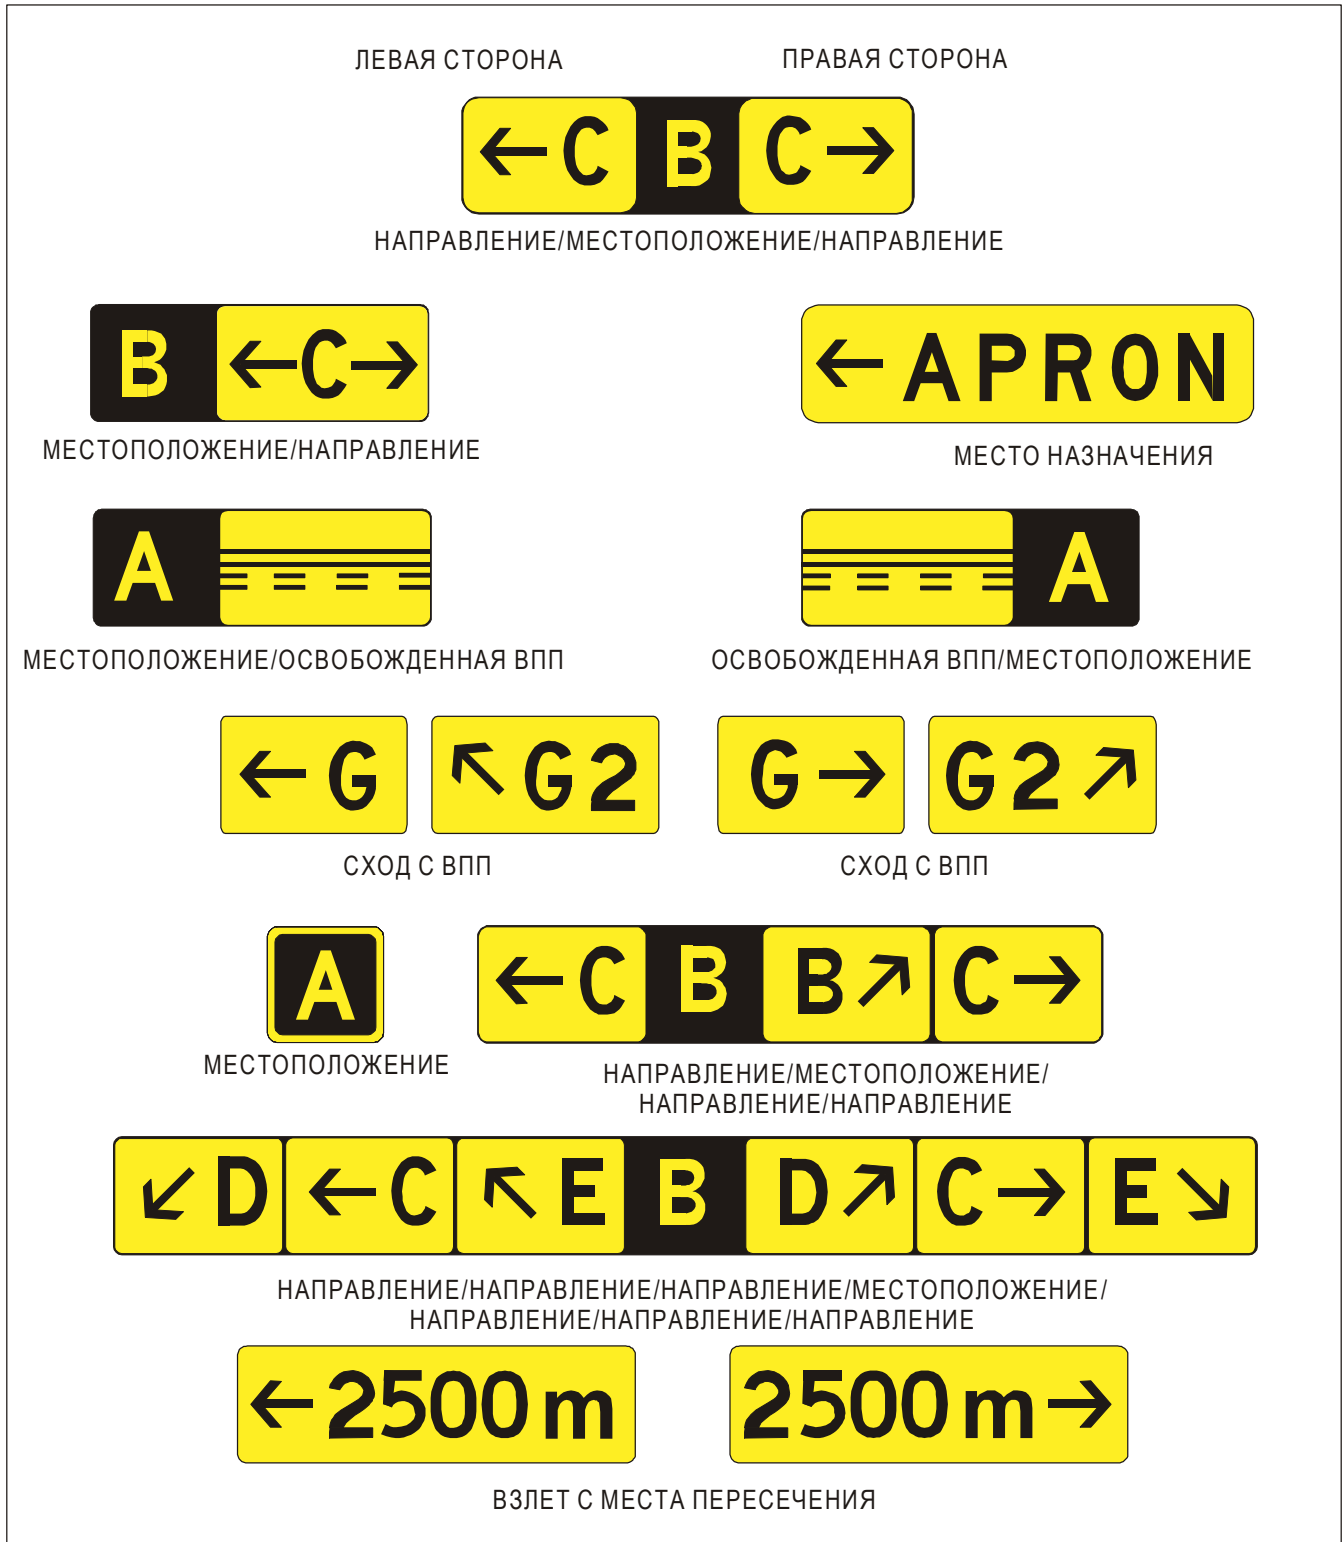 ЛЕВАЯ СТОРОНА ПРАВАЯ СТОРОНА
←C B C→
НАПРАВЛЕНИЕ/МЕСТОПОЛОЖЕНИЕ/НАПРАВЛЕНИЕ
B ←C→ ←APRON
МЕСТОПОЛОЖЕНИЕ/НАПРАВЛЕНИЕ МЕСТО НАЗНАЧЕНИЯ
A A
МЕСТОПОЛОЖЕНИЕ/ОСВОБОЖДЕННАЯ ВПП ОСВОБОЖДЕННАЯ ВПП/МЕСТОПОЛОЖЕНИЕ
←G ↖G2 G→ G2↗
СХОД С ВПП СХОД С ВПП
A ←C B B↗ C→
МЕСТОПОЛОЖЕНИЕ НАПРАВЛЕНИЕ/МЕСТОПОЛОЖЕНИЕ/
НАПРАВЛЕНИЕ/НАПРАВЛЕНИЕ
↙D ←C ↖E B D↗ C→ E↘
НАПРАВЛЕНИЕ/НАПРАВЛЕНИЕ/НАПРАВЛЕНИЕ/МЕСТОПОЛОЖЕНИЕ/
НАПРАВЛЕНИЕ/НАПРАВЛЕНИЕ/НАПРАВЛЕНИЕ
←2500m 2500m→
ВЗЛЕТ С МЕСТА ПЕРЕСЕЧЕНИЯ